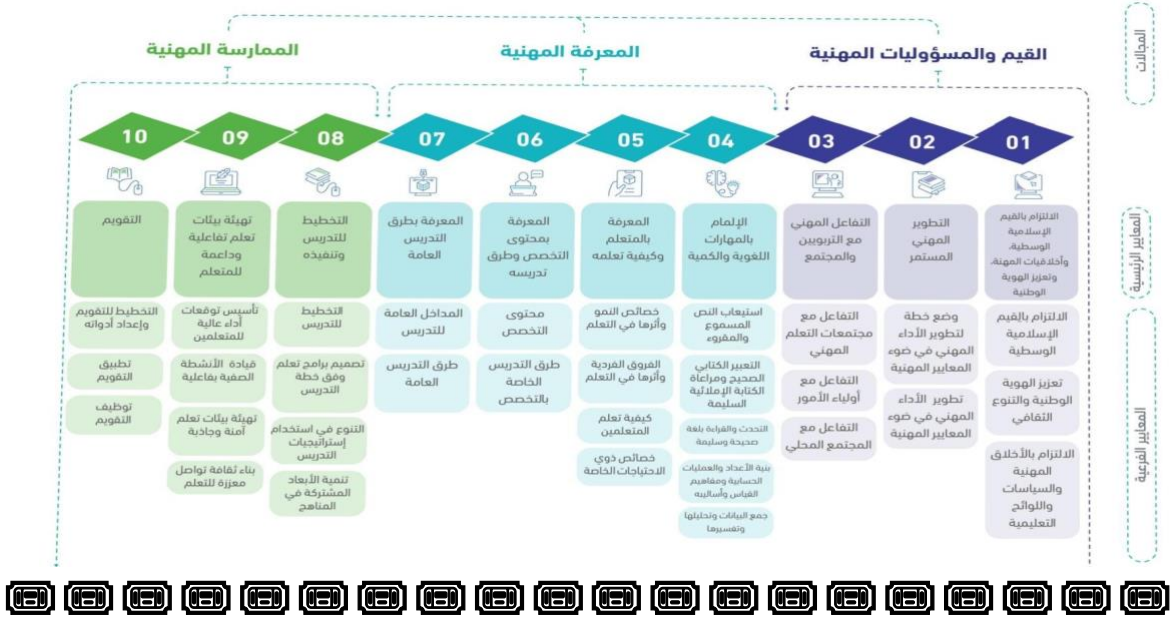 المجالات
القيم والمسؤوليات المهنية
المعرفة المهنية
الممارسة المهنية
01
02
03
04
05
06
07
08
09
10
المعايير الرئيسية
الالتزام بالقيم
الإسلامية
الوسطية،
وأخلاقيات المهنة،
وتعزيز الهوية
الوطنية
التطوير
المهني
المستمر
التفاعل المهني
مع التربويين
والمجتمع
الإلمام
بالمهارات
اللغوية والكمية
المعرفة
بالمتعلم
وكيفية تعلمه
المعرفة
بمحتوى
التخصص وطرق
تدريسه
المعرفة بطرق
التدريس
العامة
التخطيط
للتدريس
وتنفيذه
تهيئة بيئات
تعلم تفاعلية
وداعمة
للمتعلم
التقويم
المعايير الفرعية
الالتزام بالقيم
الإسلامية
الوسطية
تعزيز الهوية
الوطنية والتنوع
الثقافي
الالتزام بالأخلاق
المهنية
والسياسات
واللوائح
التعليمية
وضع خطة
لتطوير الأداء
المهني في ضوء
المعايير المهنية
تطوير الأداء
المهني في ضوء
المعايير المهنية
التفاعل مع
مجتمعات التعلم
المهني
التفاعل مع
أولياء الأمور
التفاعل مع
المجتمع المحلي
استيعاب النص
المسموع
والمقروء
التعبير الكتابي
الصحيح ومراعاة
الكتابة الإملائية
السليمة
التحدث والقراءة بلغة
صحيحة وسليمة
بنية الأعداد والعمليات
الحسابية ومفاهيم
القياس وأساليبه
جمع البيانات وتحليلها
وتفسيرها
خصائص النمو
وأثرها في التعلم
الفروق الفردية
وأثرها في التعلم
كيفية تعلم
المتعلمين
خصائص ذوي
الاحتياجات الخاصة
محتوى
التخصص
طرق التدريس
الخاصة
بالتخصص
المداخل العامة
للتدريس
طرق التدريس
العامة
التخطيط
للتدريس
تصميم برامج تعلم
وفق خطة
التدريس
التنوع في استخدام
إستراتيجيات
التدريس
تنمية الأبعاد
المشتركة في
المناهج
تأسيس توقعات
أداء عالية
للمتعلمين
قيادة الأنشطة
الصفية بفاعلية
تهيئة بيئات تعلم
آمنة وجاذبة
بناء ثقافة تواصل
معززة للتعلم
التخطيط للتقويم
وإعداد أدواته
تطبيق
التقويم
توظيف
التقويم